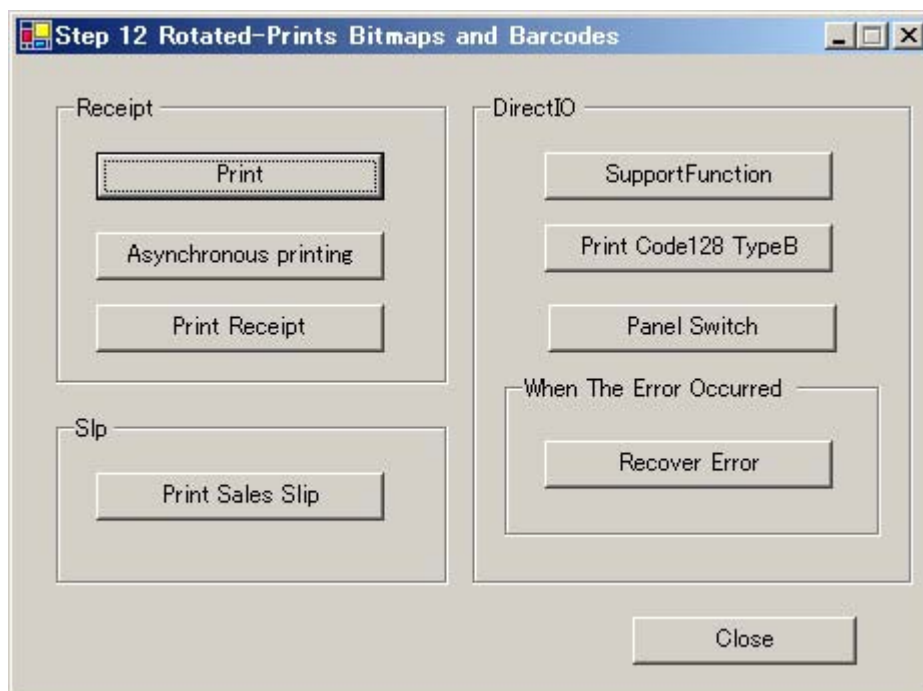 Step 12 Rotated-Prints Bitmaps and Barcodes
Receipt
Print
Asynchronous printing
Print Receipt
Slp
Print Sales Slip
DirectIO
SupportFunction
Print Code128 TypeB
Panel Switch
When The Error Occurred
Recover Error
Close